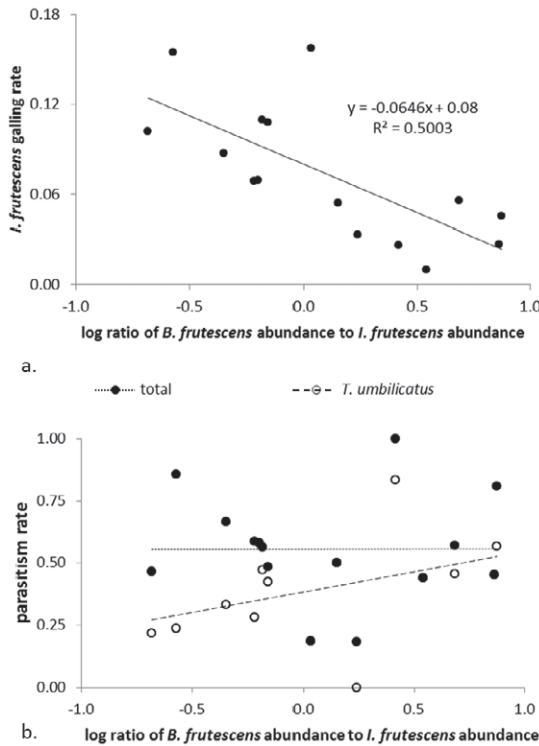 0.18
0.12
0.06
0.00
I. frutescens galling rate
y = -0.0646x + 0.08
R² = 0.5003
-1.0 -0.5 0.0 0.5 1.0
log ratio of B. frutescens abundance to I. frutescens abundance
a.
total T. umbilicatus
1.00
0.75
0.50
0.25
0.00
parasitism rate
-1.0 -0.5 0.0 0.5 1.0
b. log ratio of B. frutescens abundance to I. frutescens abundance